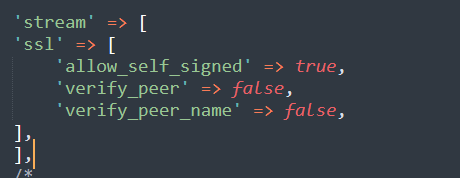 'stream' => [
'ssl' => [
'allow_self_signed' => true,
'verify_peer' => false,
'verify_peer_name' => false,
],
],
/*